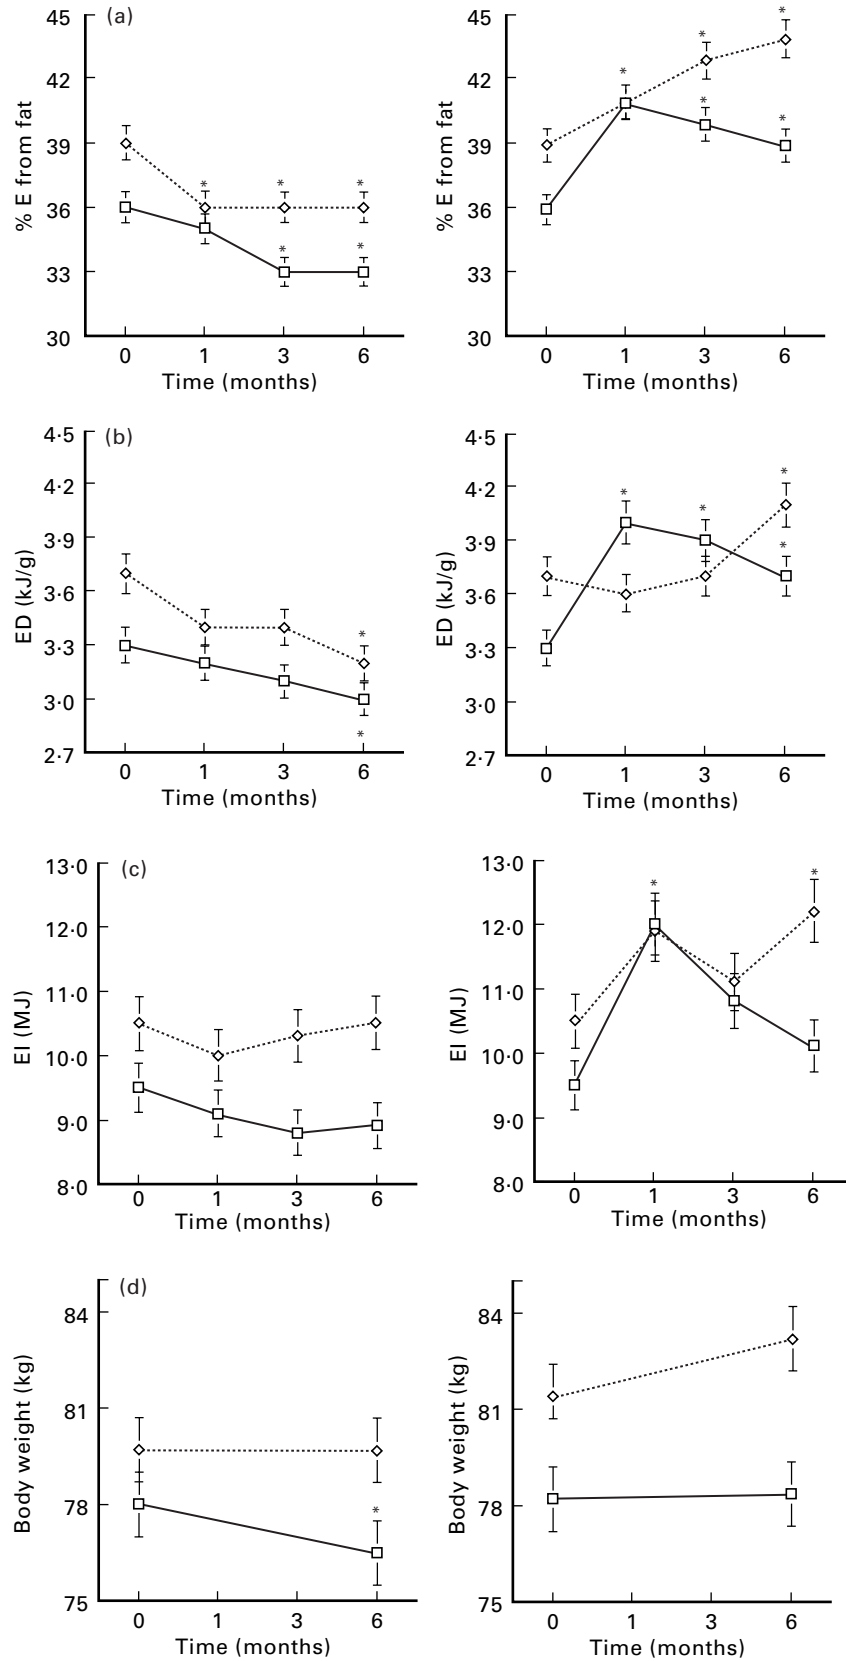 (a)
45
42
39
36
33
30
% E from fat
0 1 3 6
Time (months)
* * *
* *
45
42
39
36
33
30
% E from fat
0 1 3 6
Time (months)
* * *
* *
(b)
4·5
4·2
3·9
3·6
3·3
3·0
2·7
ED (kJ/g)
0 1 3 6
Time (months)
*
*
4·5
4·2
3·9
3·6
3·3
3·0
2·7
ED (kJ/g)
0 1 3 6
Time (months)
* * *
*
(c)
13·0
12·0
11·0
10·0
9·0
8·0
EI (MJ)
0 1 3 6
Time (months)
13·0
12·0
11·0
10·0
9·0
8·0
EI (MJ)
0 1 3 6
Time (months)
* *
(d)
84
81
78
75
Body weight (kg)
0 1 3 6
Time (months)
*
84
81
78
75
Body weight (kg)
0 1 3 6
Time (months)